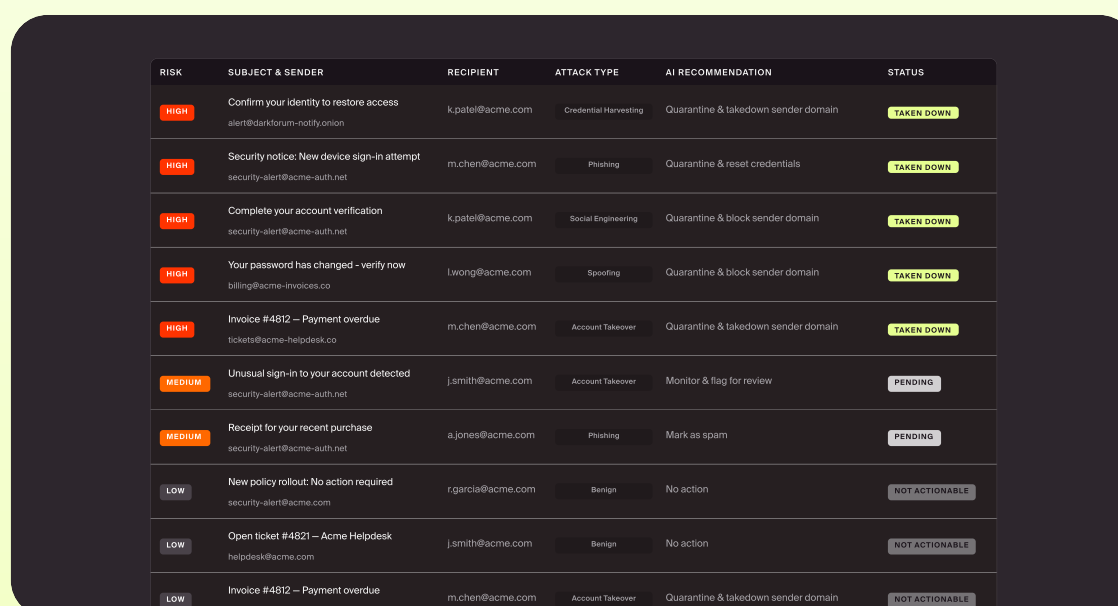 RISK SUBJECT & SENDER RECIPIENT ATTACK TYPE AI RECOMMENDATION STATUS
HIGH Confirm your identity to restore access k.patel@acme.com Credential Harvesting Quarantine & takedown sender domain TAKEN DOWN
alert@darkforum-notify.onion
HIGH Security notice: New device sign-in attempt m.chen@acme.com Phishing Quarantine & reset credentials TAKEN DOWN
security-alert@acme-auth.net
HIGH Complete your account verification k.patel@acme.com Social Engineering Quarantine & block sender domain TAKEN DOWN
security-alert@acme-auth.net
HIGH Your password has changed - verify now l.wong@acme.com Spoofing Quarantine & block sender domain TAKEN DOWN
billing@acme-invoices.co
HIGH Invoice #4812 — Payment overdue m.chen@acme.com Account Takeover Quarantine & takedown sender domain TAKEN DOWN
tickets@acme-helpdesk.co
MEDIUM Unusual sign-in to your account detected j.smith@acme.com Account Takeover Monitor & flag for review PENDING
security-alert@acme-auth.net
MEDIUM Receipt for your recent purchase a.jones@acme.com Phishing Mark as spam PENDING
security-alert@acme-auth.net
LOW New policy rollout: No action required r.garcia@acme.com Benign No action NOT ACTIONABLE
security-alert@acme.com
LOW Open ticket #4821 — Acme Helpdesk j.smith@acme.com Benign No action NOT ACTIONABLE
helpdesk@acme.com
LOW Invoice #4812 — Payment overdue m.chen@acme.com Account Takeover Quarantine & takedown sender domain NOT ACTIONABLE